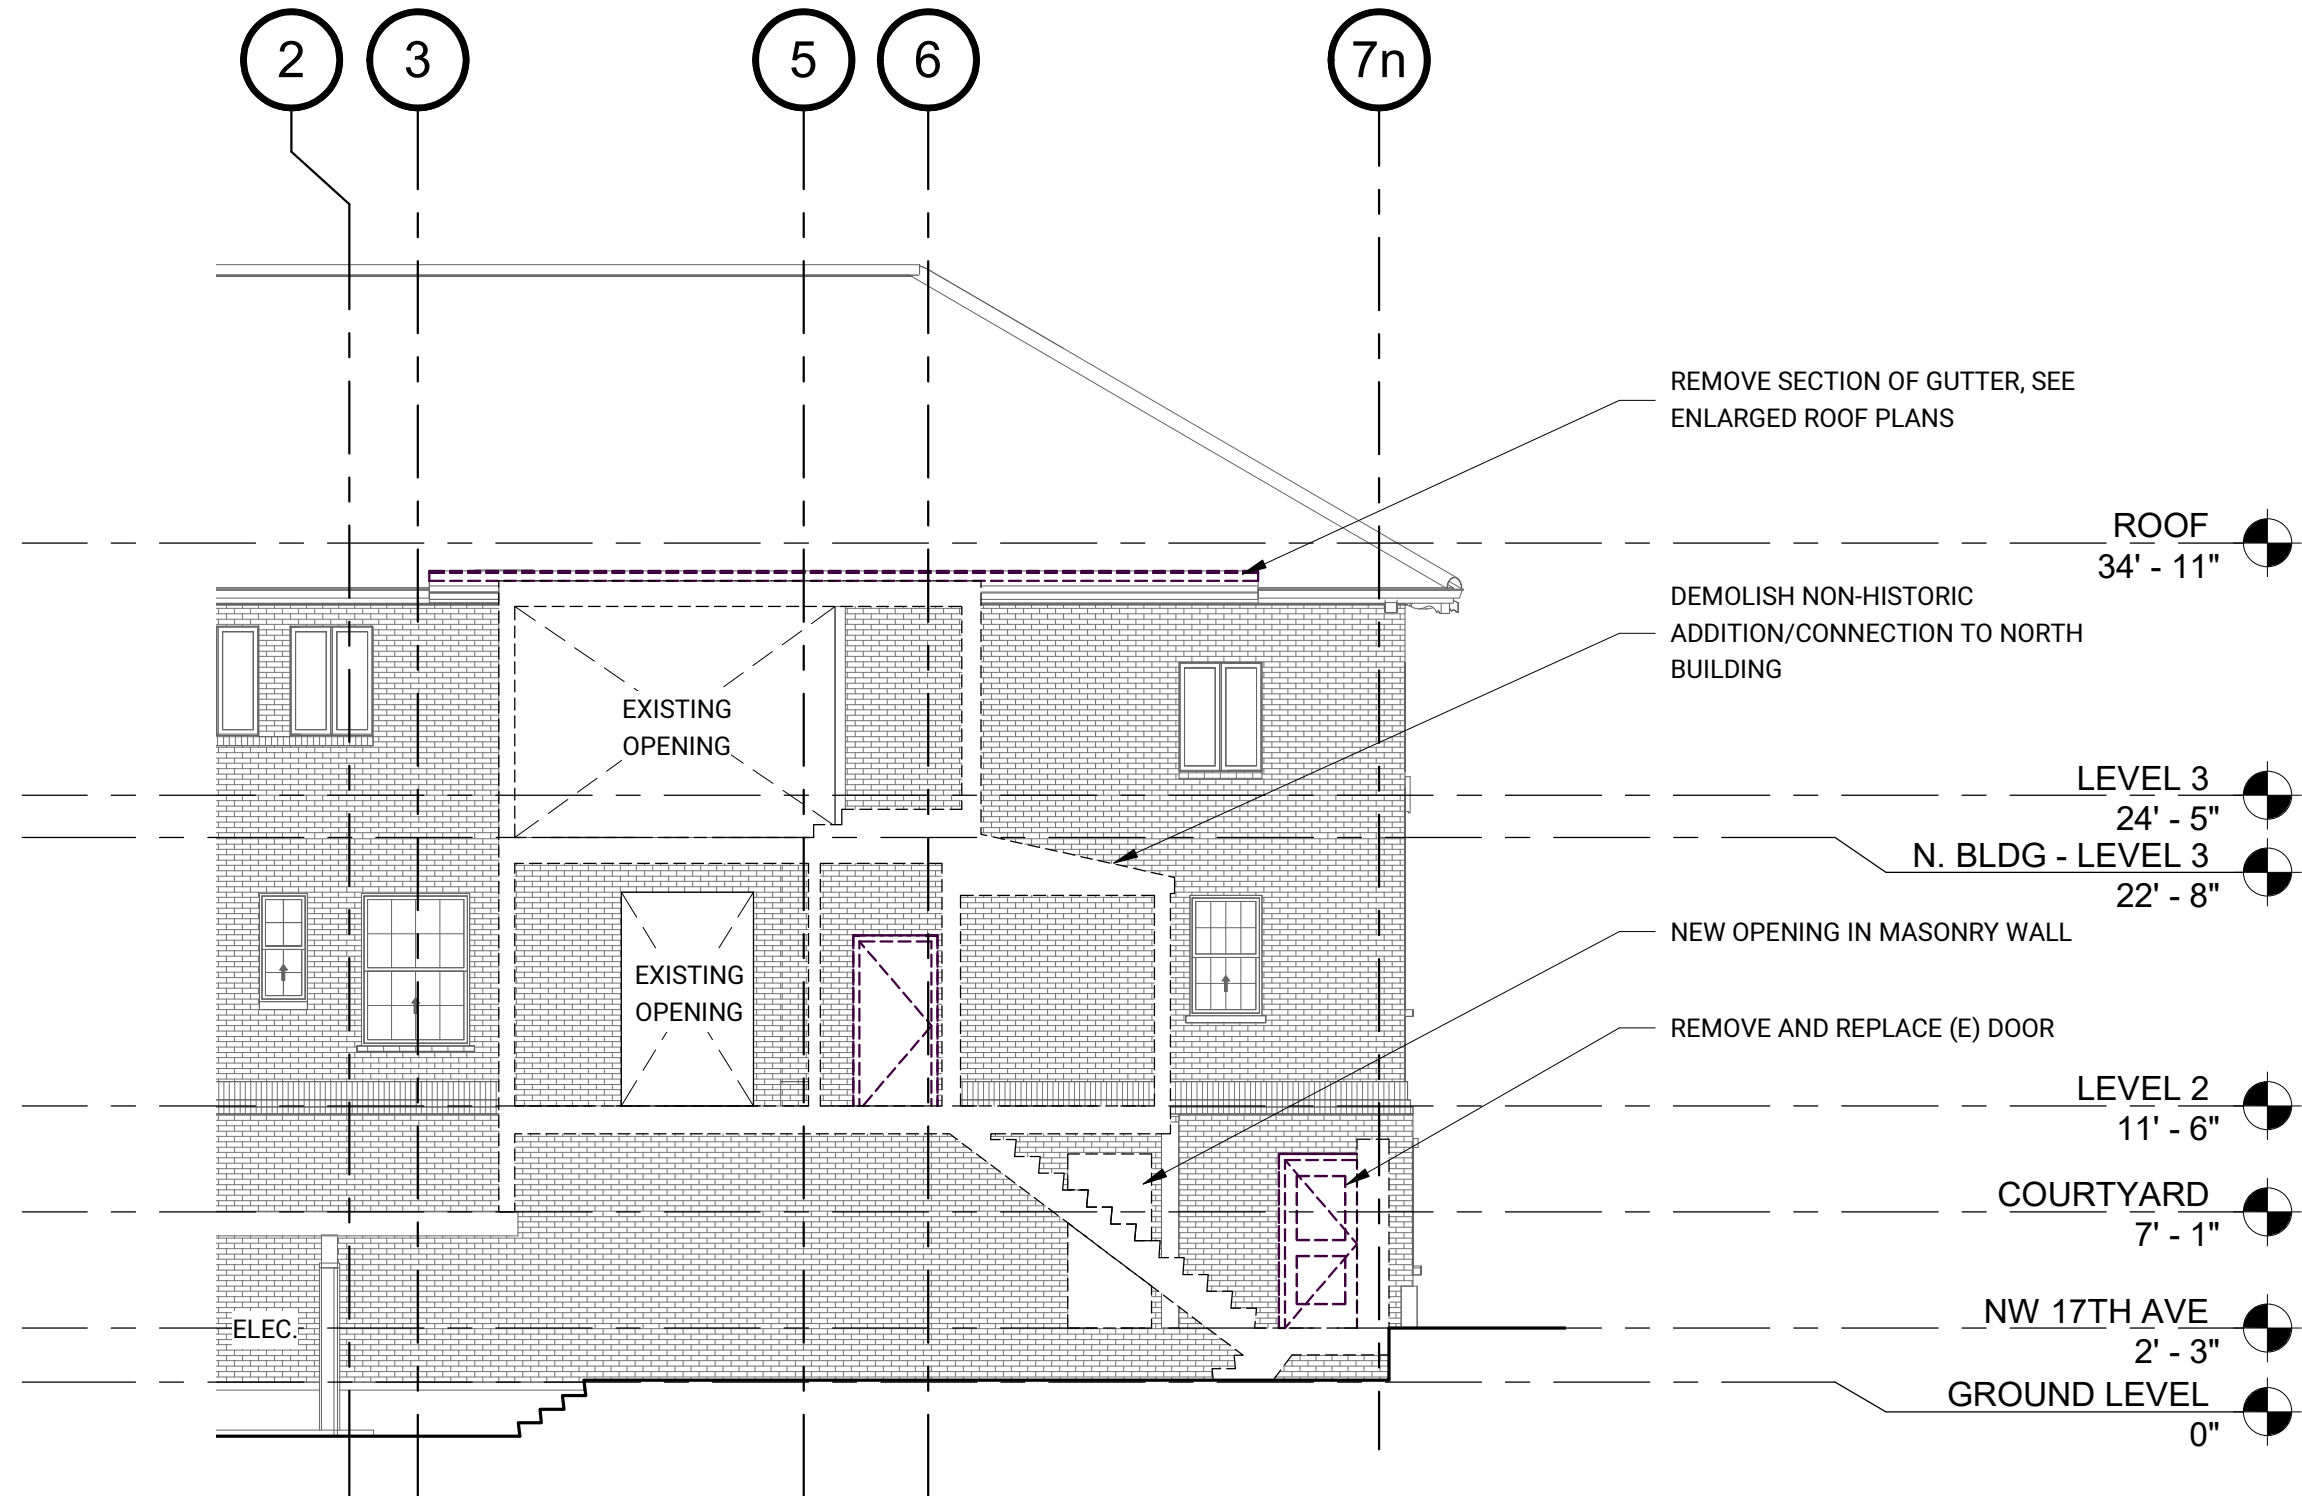 2
3
5
6
7n
REMOVE SECTION OF GUTTER, SEE
ENLARGED ROOF PLANS
ROOF
34' - 11"
DEMOLISH NON-HISTORIC
ADDITION/CONNECTION TO NORTH
BUILDING
EXISTING
OPENING
LEVEL 3
24' - 5"
N. BLDG - LEVEL 3
22' - 8"
NEW OPENING IN MASONRY WALL
EXISTING
OPENING
REMOVE AND REPLACE (E) DOOR
LEVEL 2
11' - 6"
COURTYARD
7' - 1"
NW 17TH AVE
2' - 3"
ELEC.
GROUND LEVEL
0"